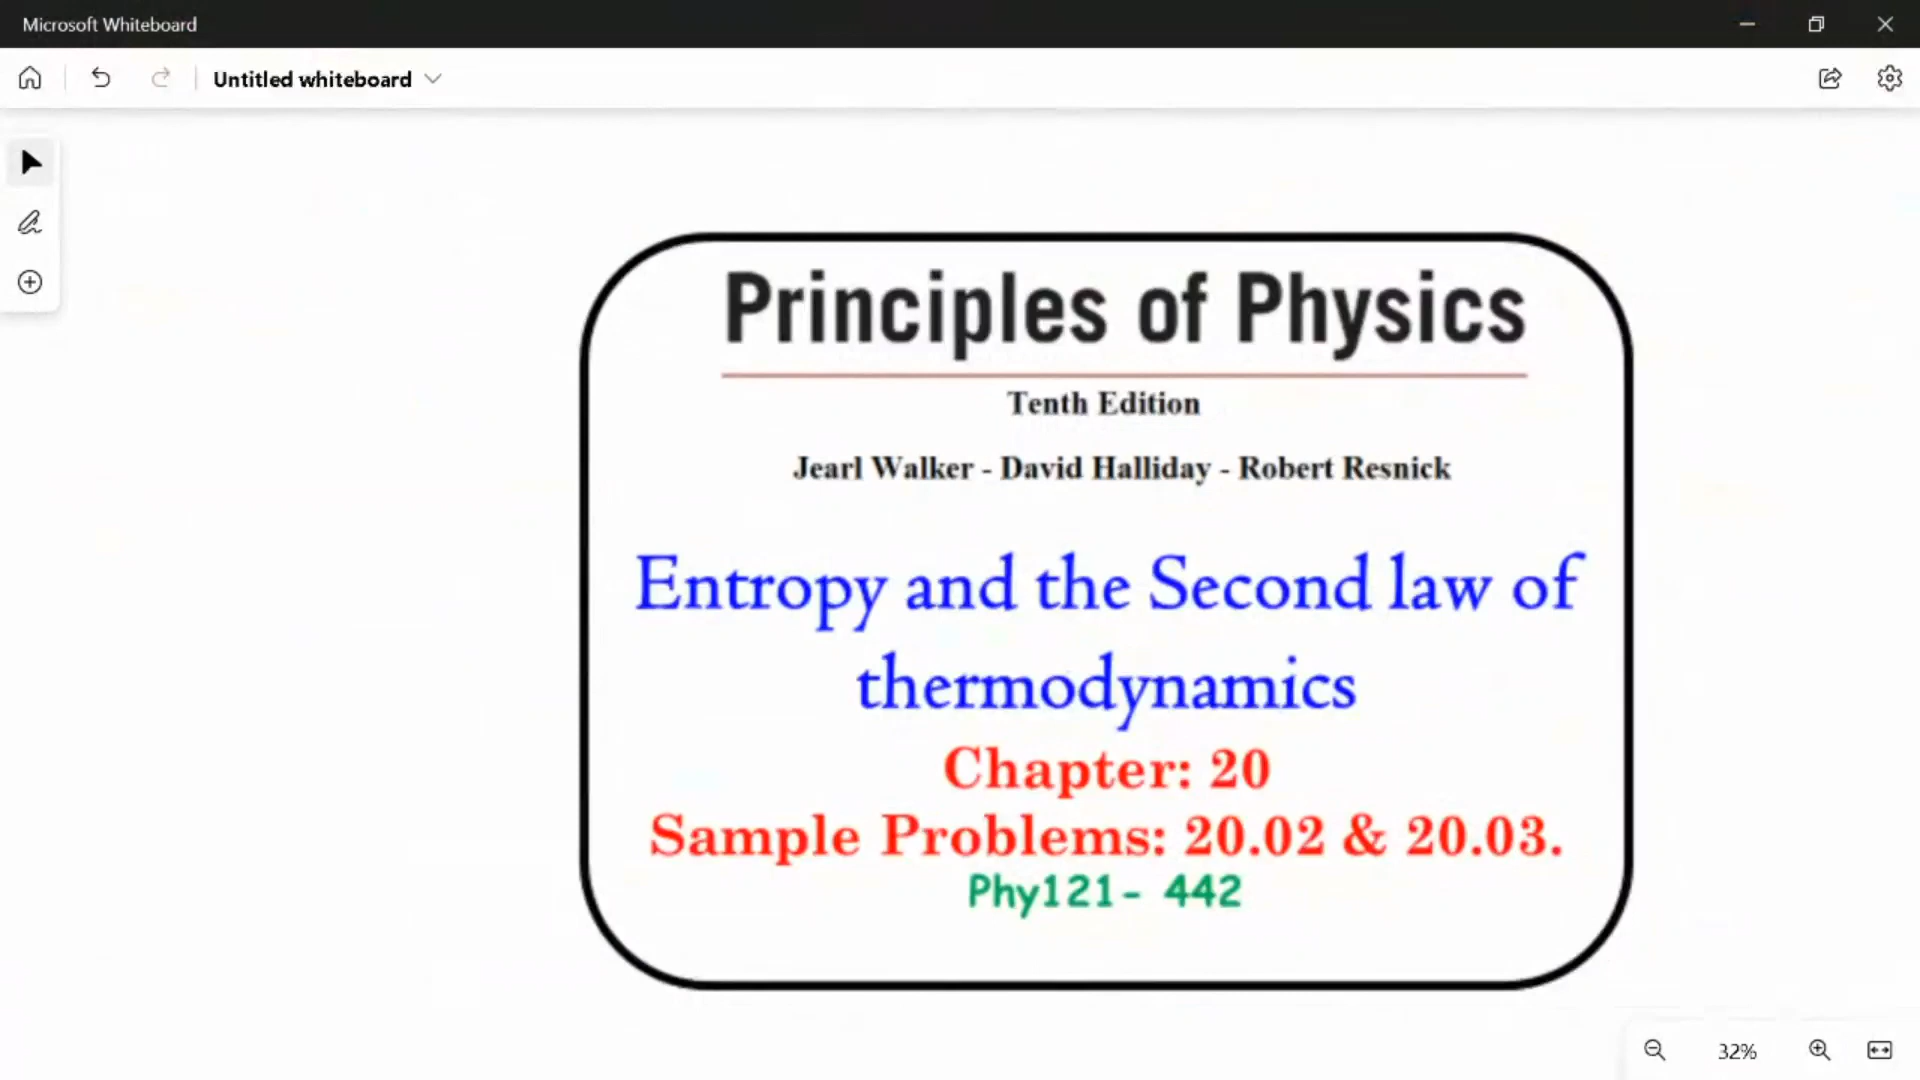 Microsoft Whiteboard
Untitled whiteboard
Principles of Physics
Tenth Edition
Jearl Walker - David Halliday - Robert Resnick
Entropy and the Second law of
thermodynamics
Chapter: 20
Sample Problems: 20.02 & 20.03.
Phy121- 442
32%